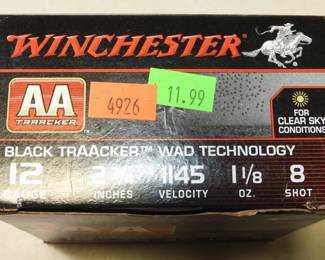 WINCHESTER
AA
TRAACKER
4926
11.99
FOR
CLEAR SKY
CONDITIONS
BLACK TRAACKER™ WAD TECHNOLOGY
12 2 3/4 1145 1 1/8 8
GAUGE INCHES VELOCITY OZ. SHOT